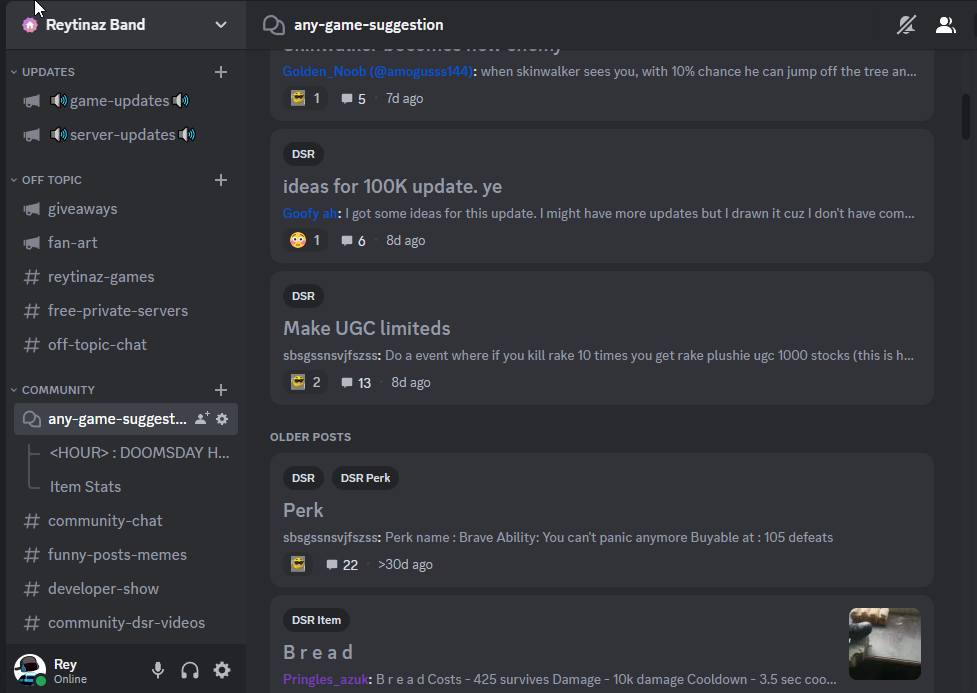 Reytinaz Band
UPDATES
game-updates
server-updates
OFF TOPIC
giveaways
fan-art
reytinaz-games
free-private-servers
off-topic-chat
COMMUNITY
any-game-suggest...
<HOUR> : DOOMSDAY H...
Item Stats
community-chat
funny-posts-memes
developer-show
community-dsr-videos
Rey
Online
any-game-suggestion
Skinwalker becomes new enemy
Golden_Noob (@amogusss144): when skinwalker sees you, with 10% chance he can jump off the tree an...
1 5 · 7d ago
DSR
ideas for 100K update. ye
Goofy ah: I got some ideas for this update. I might have more updates but I drawn it cuz I don't have com...
1 6 · 8d ago
DSR
Make UGC limiteds
sbsgssnsvjfszss: Do a event where if you kill rake 10 times you get rake plushie ugc 1000 stocks (this is h...
2 13 · 8d ago
OLDER POSTS
DSR DSR Perk
Perk
sbsgssnsvjfszss: Perk name : Brave Ability: You can't panic anymore Buyable at : 105 defeats
22 · >30d ago
DSR Item
B r e a d
Pringles_azuk: B r e a d Costs - 425 survives Damage - 10k damage Cooldown - 3.5 sec coo...